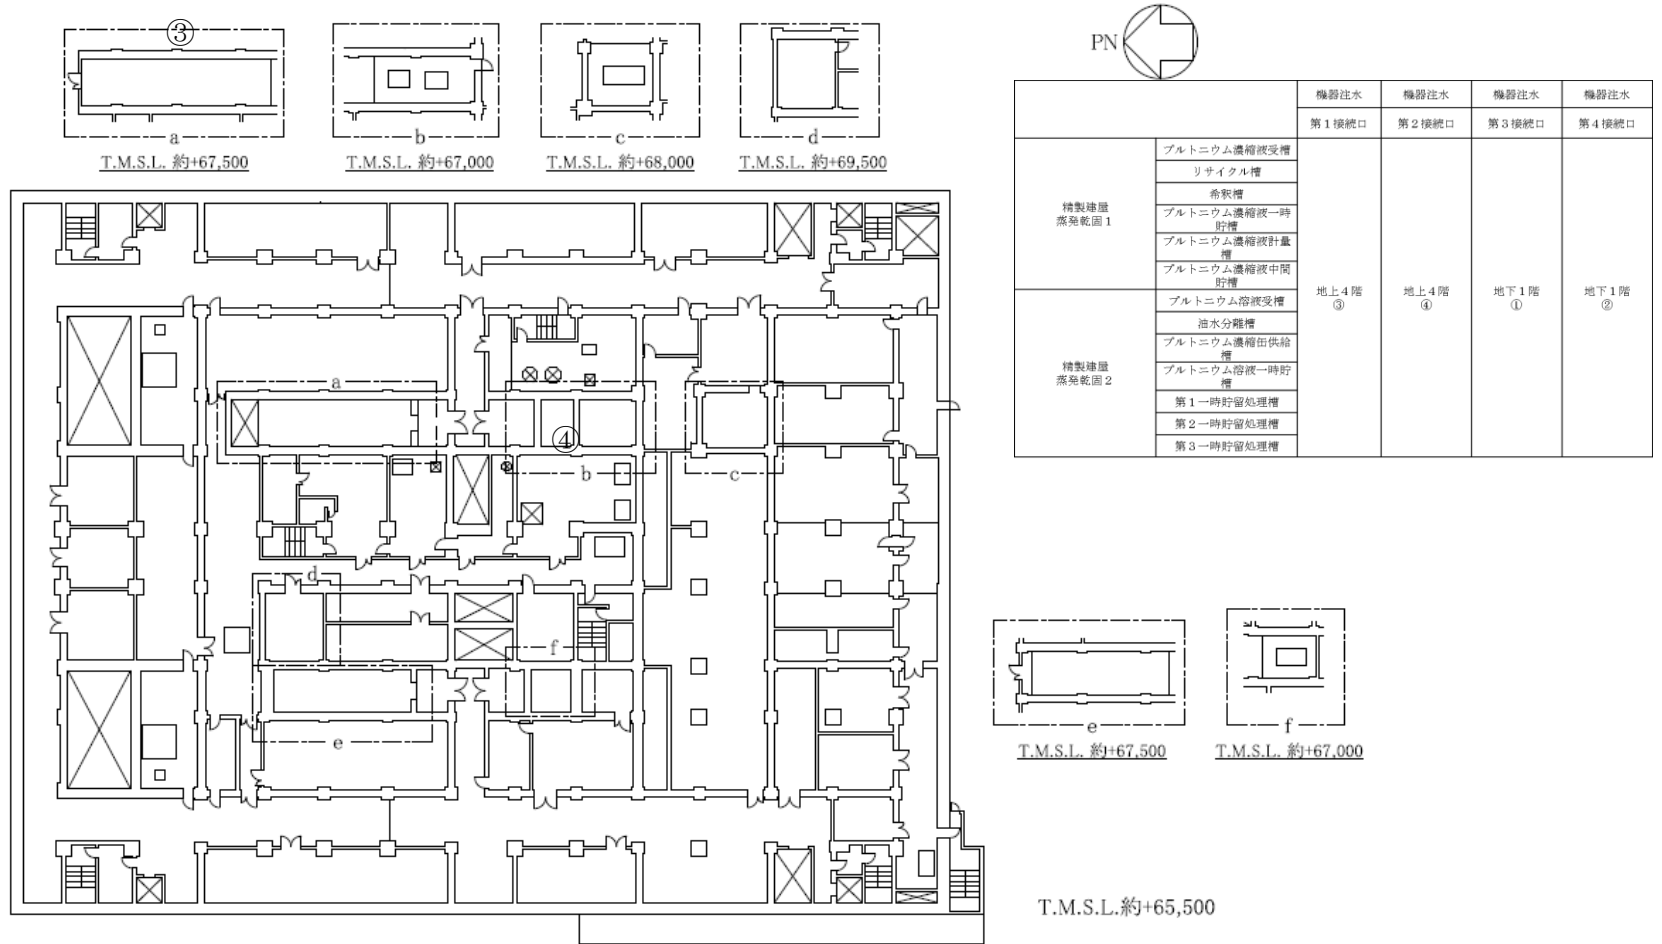 ③
a
T.M.S.L. 約+67,500
b
T.M.S.L. 約+67,000
c
T.M.S.L. 約+68,000
d
T.M.S.L. 約+69,500
PN
機器注水 機器注水 機器注水 機器注水
第1接続口 第2接続口 第3接続口 第4接続口
精製建屋
蒸発乾固1
プルトニウム濃縮液受槽
リサイクル槽
希釈槽
プルトニウム濃縮液一時
貯槽
プルトニウム濃縮液計量
槽
プルトニウム濃縮液中間
貯槽
精製建屋
蒸発乾固2
プルトニウム溶液受槽
油水分離槽
プルトニウム濃縮缶供給
槽
プルトニウム溶液一時貯
槽
第1一時貯留処理槽
第2一時貯留処理槽
第3一時貯留処理槽
地上4階
③
地上4階
④
地下1階
①
地下1階
②
a
④
b
c
d
f
e
e
T.M.S.L. 約+67,500
f
T.M.S.L. 約+67,000
T.M.S.L.約+65,500